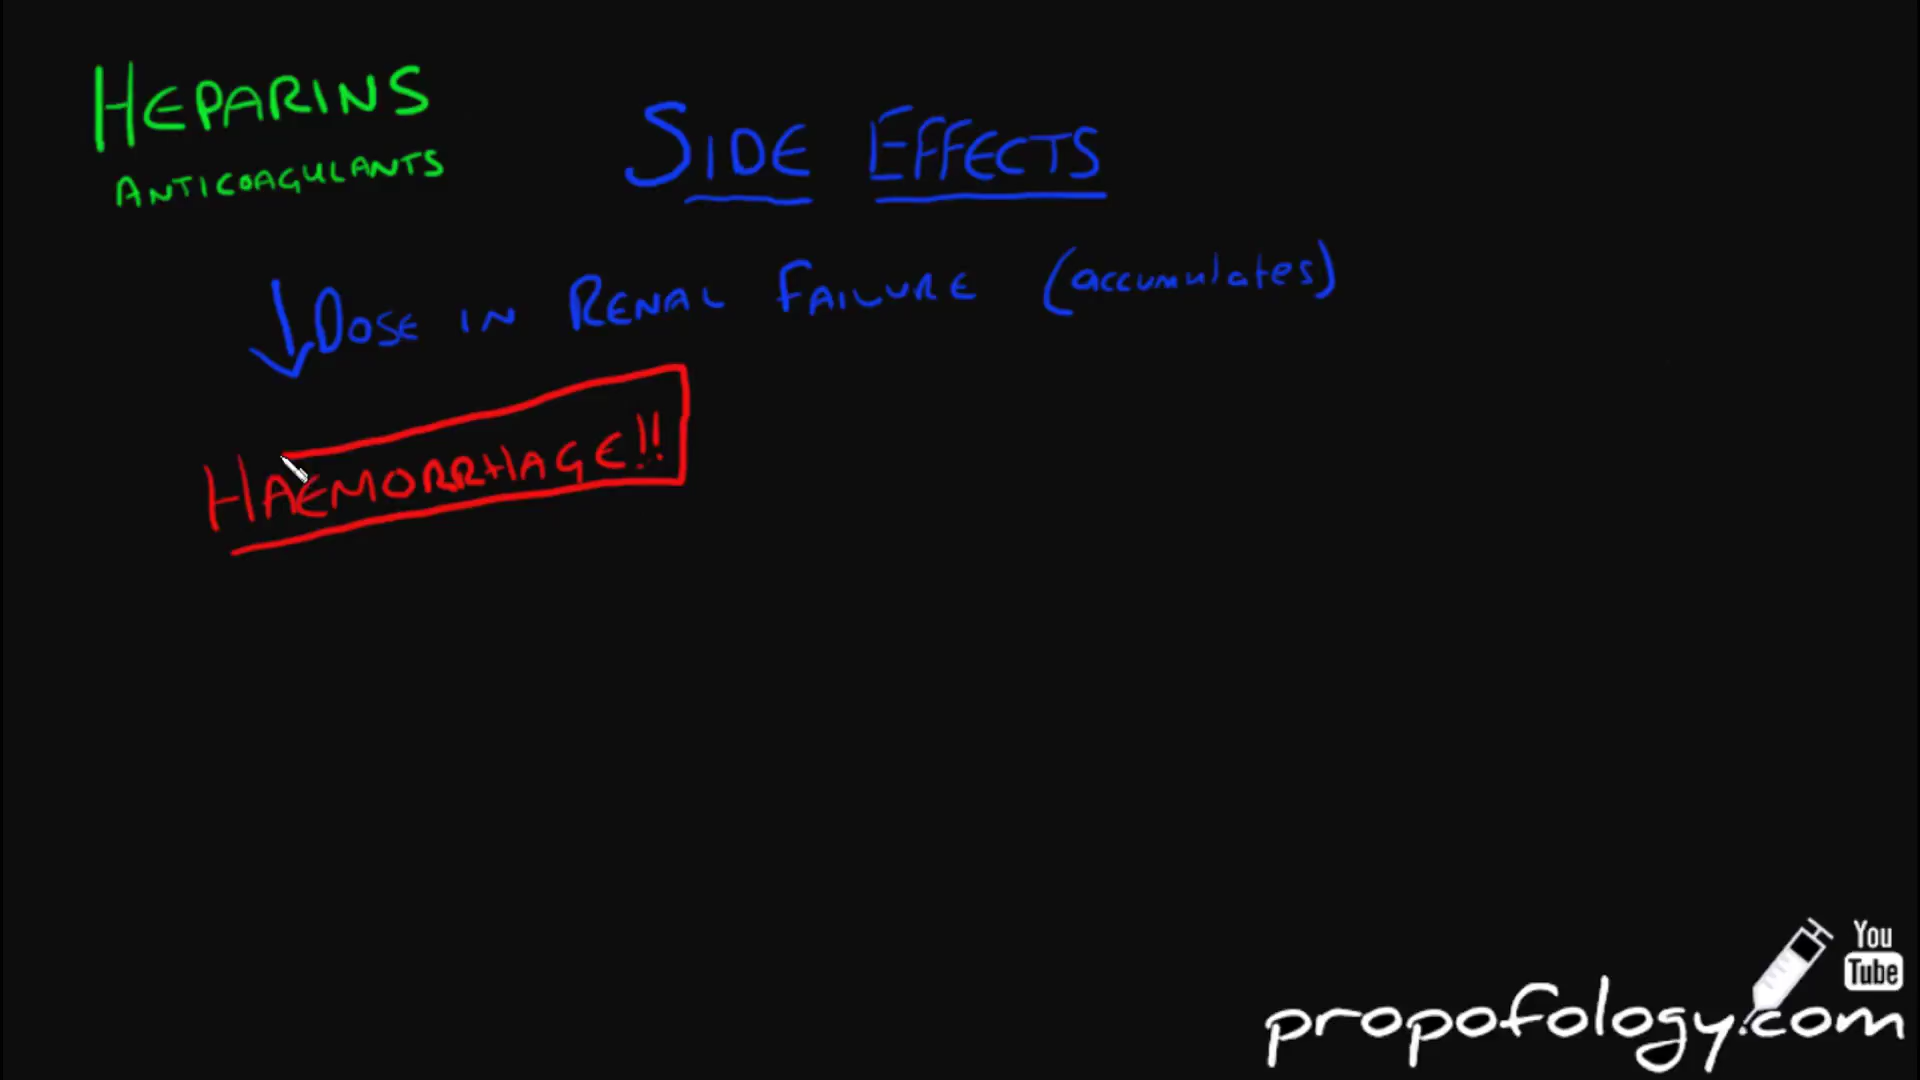 HEPARINS
ANTICOAGULANTS
SIDE EFFECTS
↓ DOSE IN RENAL FAILURE (accumulates)
HAEMORRHAGE!!
You
Tube
propofology.com